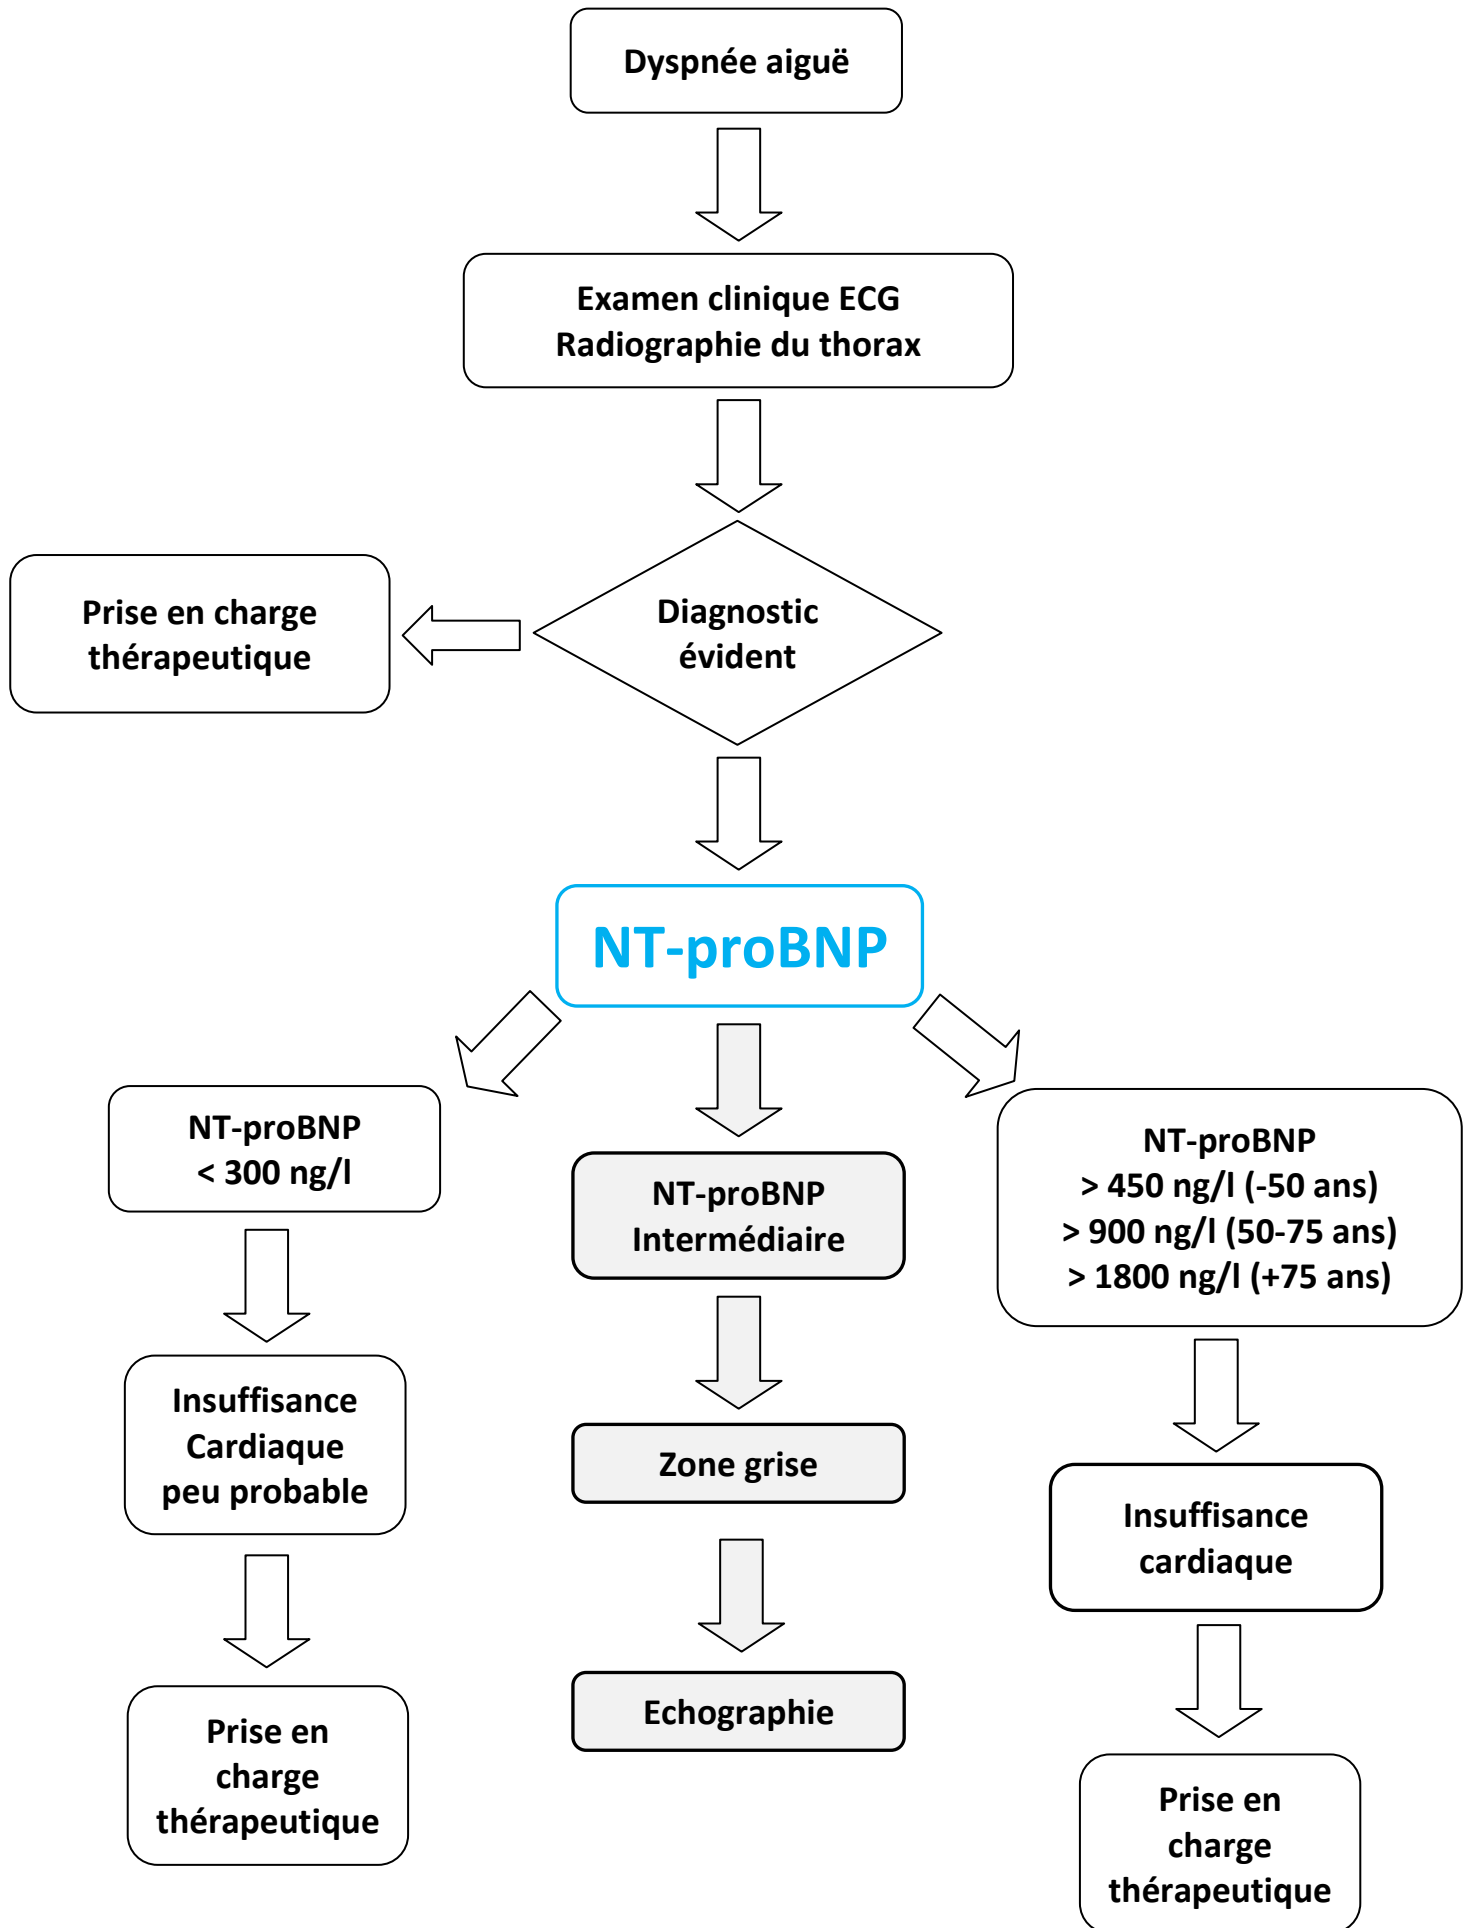 Dyspnée aiguë
Examen clinique ECG
Radiographie du thorax
Diagnostic
évident
Prise en charge
thérapeutique
NT-proBNP
NT-proBNP
< 300 ng/l
Insuffisance
Cardiaque
peu probable
Prise en
charge
thérapeutique
NT-proBNP
Intermédiaire
Zone grise
Echographie
NT-proBNP
> 450 ng/l (-50 ans)
> 900 ng/l (50-75 ans)
> 1800 ng/l (+75 ans)
Insuffisance
cardiaque
Prise en
charge
thérapeutique